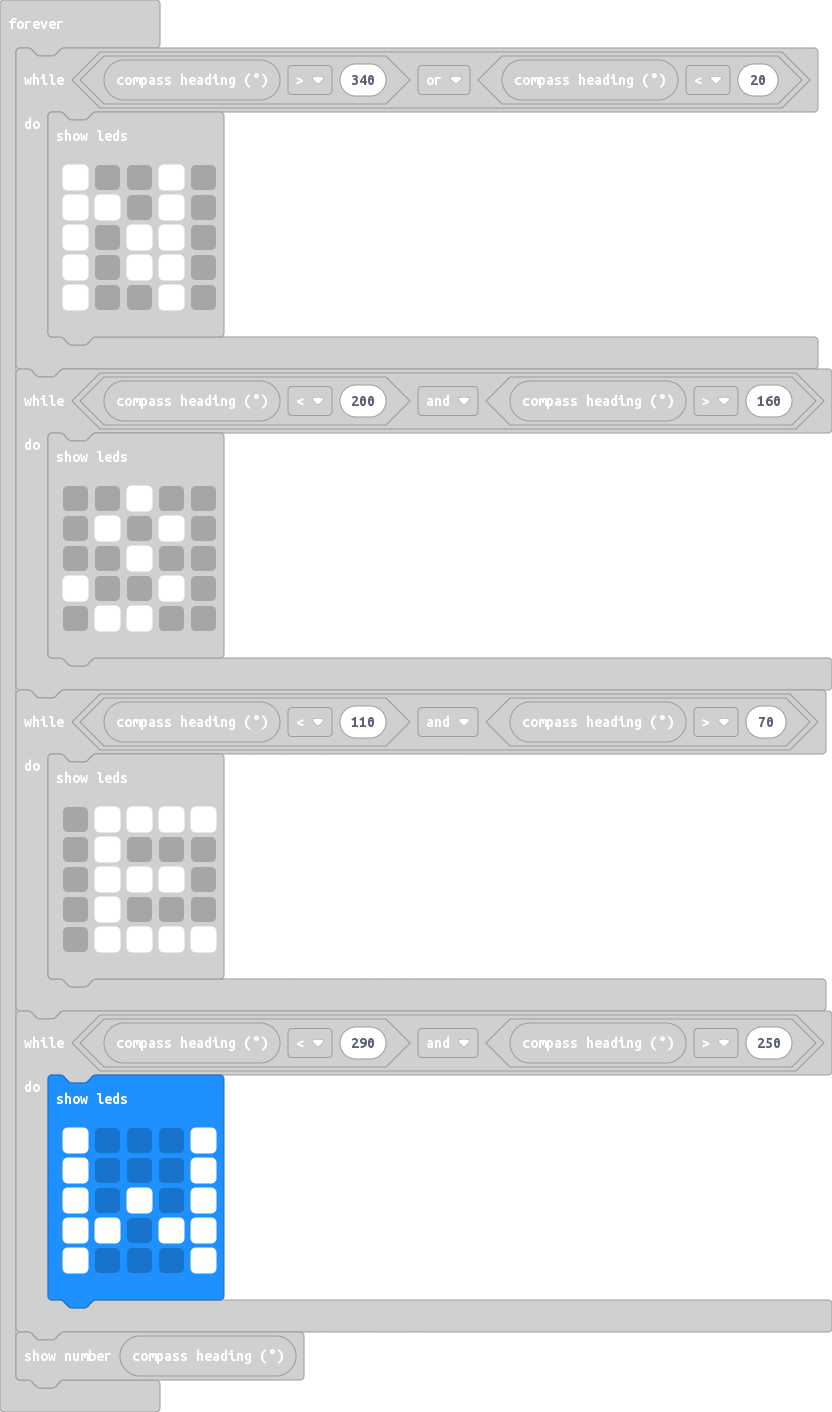 forever
while compass heading (°) > 340 or compass heading (°) < 20
do
show leds
while compass heading (°) < 200 and compass heading (°) > 160
do
show leds
while compass heading (°) < 110 and compass heading (°) > 70
do
show leds
while compass heading (°) < 290 and compass heading (°) > 250
do
show leds
show number compass heading (°)